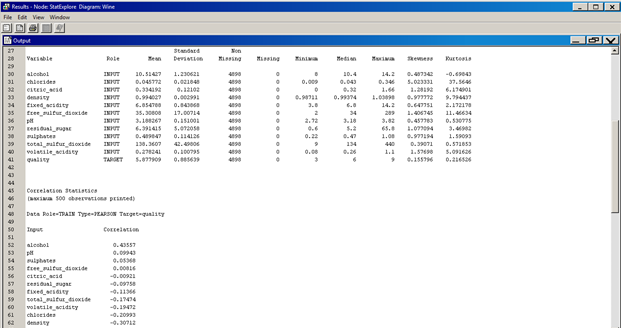 Results - Node: StatExplore Diagram: Wine
File Edit View Window
Output
27 Standard Non
28 Variable Role Mean Deviation Missing Missing Minimum Median Maximum Skewness Kurtosis
29
30 alcohol INPUT 10.51427 1.230621 4898 0 8 10.4 14.2 0.487342 -0.69843
31 chlorides INPUT 0.045772 0.021848 4898 0 0.009 0.043 0.346 5.023331 37.5646
32 citric_acid INPUT 0.334192 0.12102 4898 0 0 0.32 1.66 1.28192 6.174901
33 density INPUT 0.994027 0.002991 4898 0 0.98711 0.99374 1.03898 0.977772 9.794437
34 fixed_acidity INPUT 6.854788 0.843868 4898 0 3.8 6.8 14.2 0.647751 2.172178
35 free_sulfur_dioxide INPUT 35.30808 17.00714 4898 0 2 34 289 1.406745 11.46634
36 pH INPUT 3.188267 0.151001 4898 0 2.72 3.18 3.82 0.457783 0.530775
37 residual_sugar INPUT 6.391415 5.072058 4898 0 0.6 5.2 65.8 1.077094 3.46982
38 sulphates INPUT 0.489847 0.114126 4898 0 0.22 0.47 1.08 0.977194 1.59093
39 total_sulfur_dioxide INPUT 138.3607 42.49806 4898 0 9 134 440 0.39071 0.571853
40 volatile_acidity INPUT 0.278241 0.100795 4898 0 0.08 0.26 1.1 1.57698 5.091626
41 quality TARGET 5.877909 0.885639 4898 0 3 6 9 0.155796 0.216526
42
43
44
45 Correlation Statistics
46 (maximum 500 observations printed)
47
48 Data Role=TRAIN Type=PEARSON Target=quality
49
50 Input Correlation
51
52 alcohol 0.43557
53 pH 0.09943
54 sulphates 0.05368
55 free_sulfur_dioxide 0.00816
56 citric_acid -0.00921
57 residual_sugar -0.09758
58 fixed_acidity -0.11366
59 total_sulfur_dioxide -0.17474
60 volatile_acidity -0.19472
61 chlorides -0.20993
62 density -0.30712